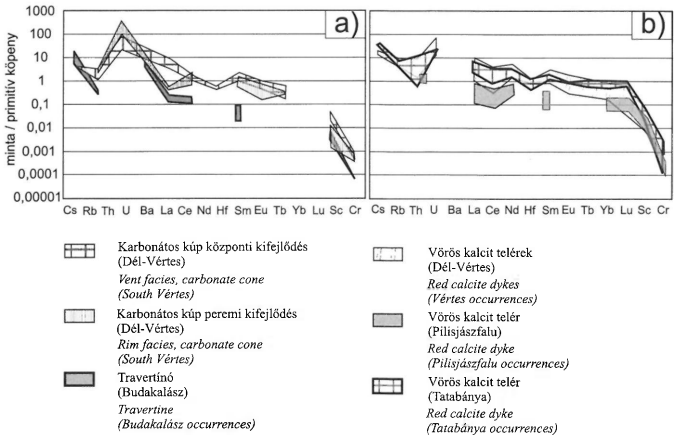 a)
b)
minta / primitív köpeny
1000
100
10
1
0,1
0,01
0,001
0,0001
0,00001
Cs Rb Th U Ba La Ce Nd Hf Sm Eu Tb Yb Lu Sc Cr
Cs Rb Th U Ba La Ce Nd Hf Sm Eu Tb Yb Lu Sc Cr
Karbonátos kúp központi kifejlődés
(Dél-Vértes)
Vent facies, carbonate cone
(South Vértes)
Karbonátos kúp peremi kifejlődés
(Dél-Vértes)
Rim facies, carbonate cone
(South Vértes)
Travertínó
(Budakalász)
Travertine
(Budakalász occurrences)
Vörös kalcit telérek
(Dél-Vértes)
Red calcite dykes
(Vértes occurrences)
Vörös kalcit telér
(Pilisjászfalu)
Red calcite dyke
(Pilisjászfalu occurrences)
Vörös kalcit telér
(Tatabánya)
Red calcite dyke
(Tatabánya occurrences)